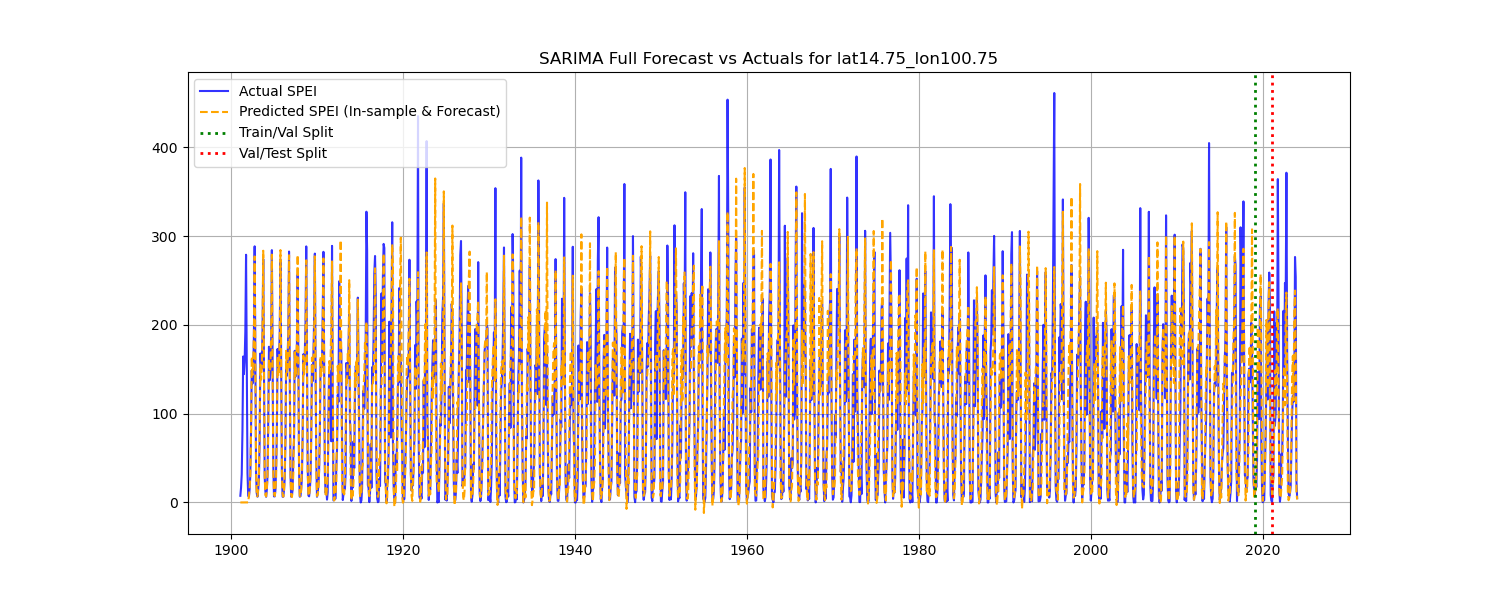 SARIMA Full Forecast vs Actuals for lat14.75_lon100.75
Actual SPEI
Predicted SPEI (In-sample & Forecast)
Train/Val Split
Val/Test Split
400
300
200
100
0
1900 1920 1940 1960 1980 2000 2020